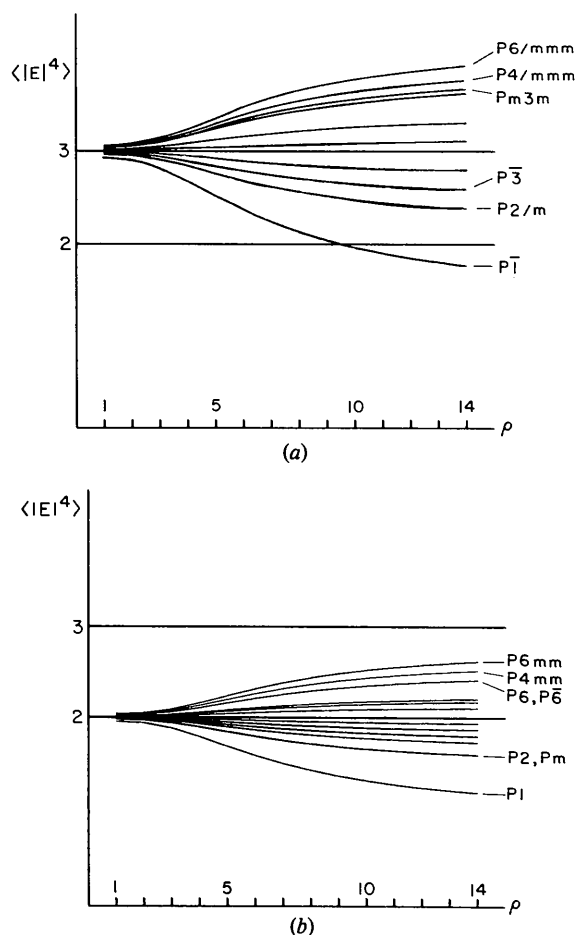 P6/mmm
⟨|E|⁴⟩
P4/mmm
Pm3m
3
P3̅
P2/m
2
P1̅
1 5 10 14
ρ
(a)
⟨|E|⁴⟩
3
P6mm
P4mm
P6, P6̅
2
P2, Pm
P1
1 5 10 14
ρ
(b)